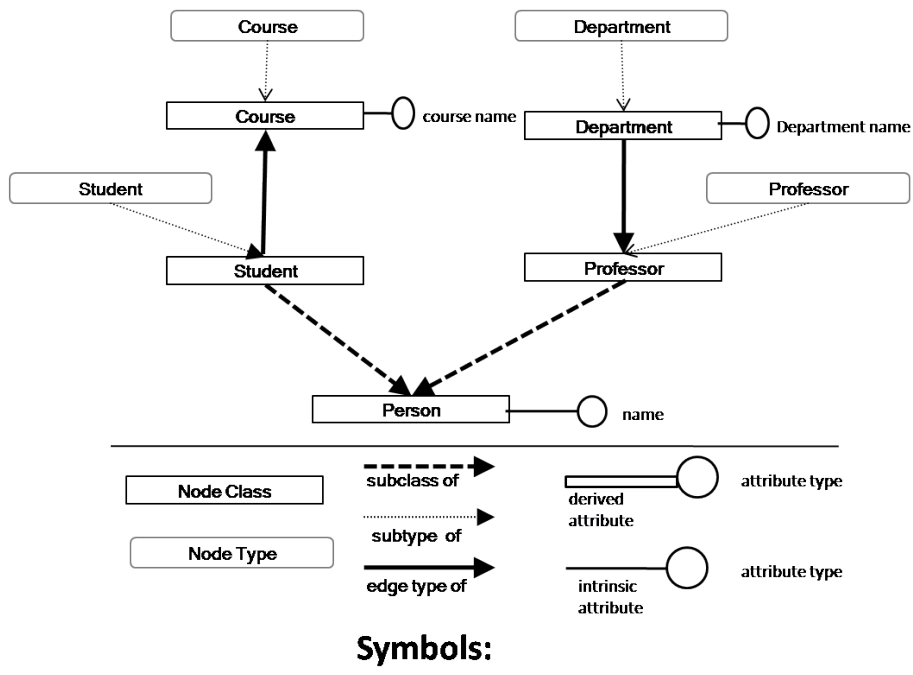 Course
Department
Course
course name
Department
Department name
Student
Professor
Student
Professor
Person
name
Node Class
subclass of
derived
attribute
attribute type
Node Type
subtype of
edge type of
intrinsic
attribute
attribute type
Symbols: